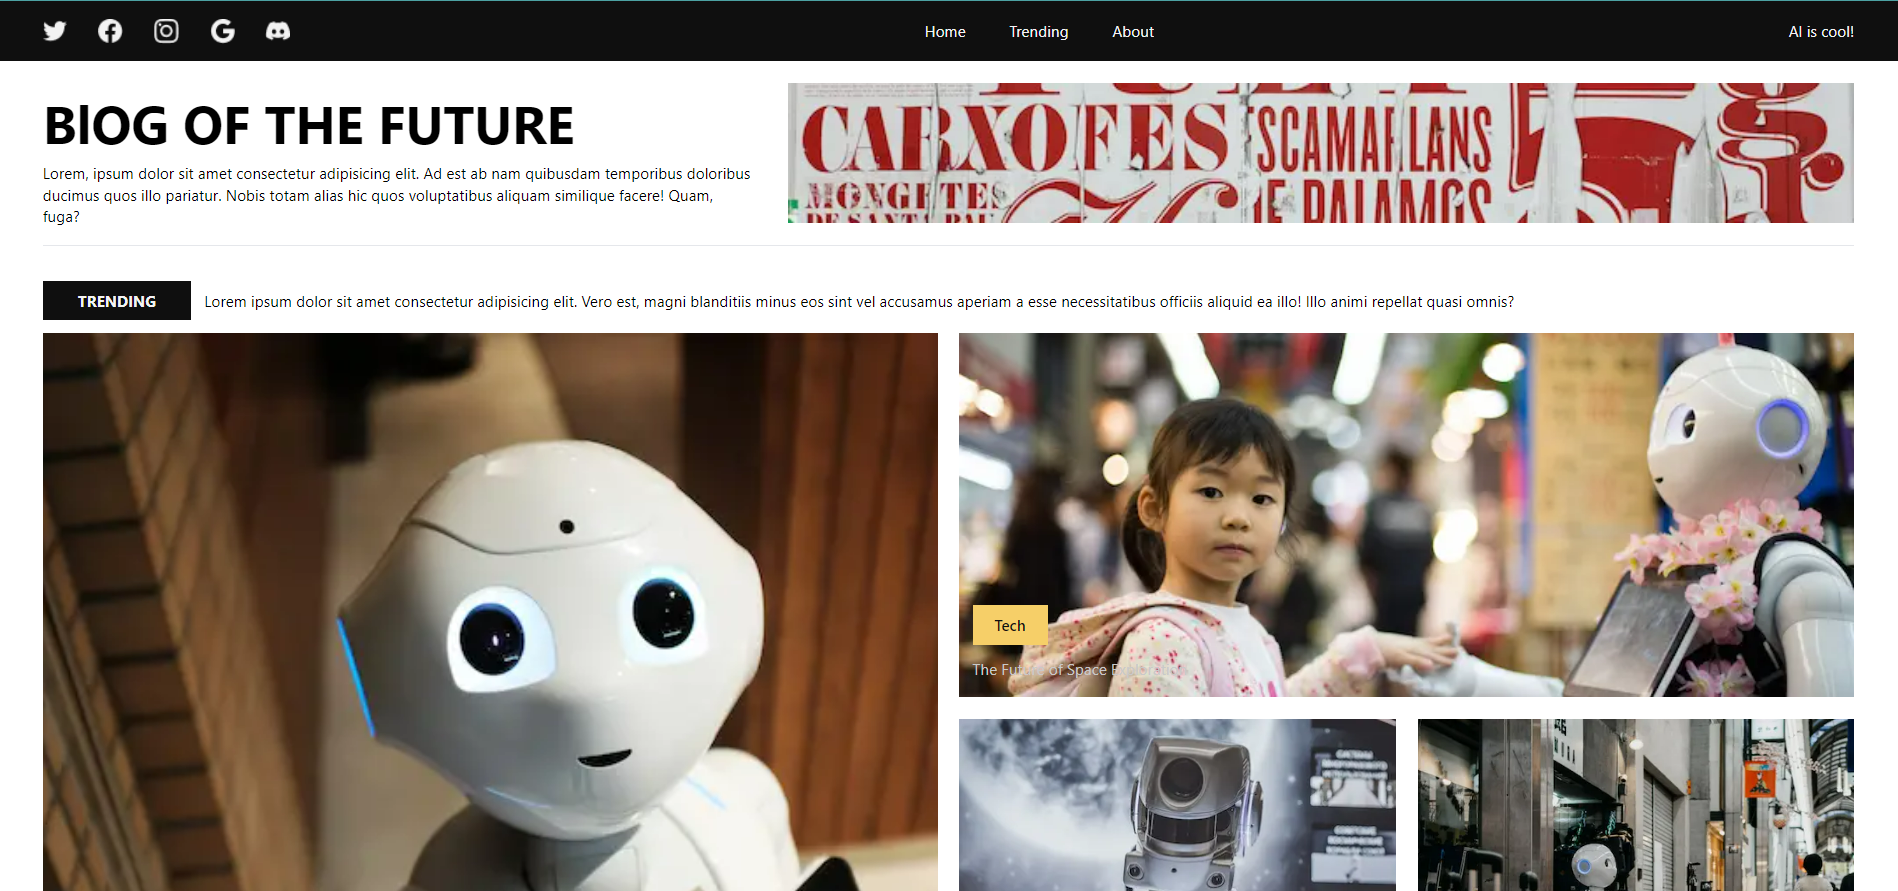 Home Trending About AI is cool!
BlOG OF THE FUTURE
Lorem, ipsum dolor sit amet consectetur adipisicing elit. Ad est ab nam quibusdam temporibus doloribus
ducimus quos illo pariatur. Nobis totam alias hic quos voluptatibus aliquam similique facere! Quam,
fuga?
CARXOFES
ESCAMARLANS
MONGETES
DE PALAMOS
TRENDING Lorem ipsum dolor sit amet consectetur adipisicing elit. Vero est, magni blanditiis minus eos sint vel accusamus aperiam a esse necessitatibus officiis aliquid ea illo! Illo animi repellat quasi omnis?
Tech
The Future of Space